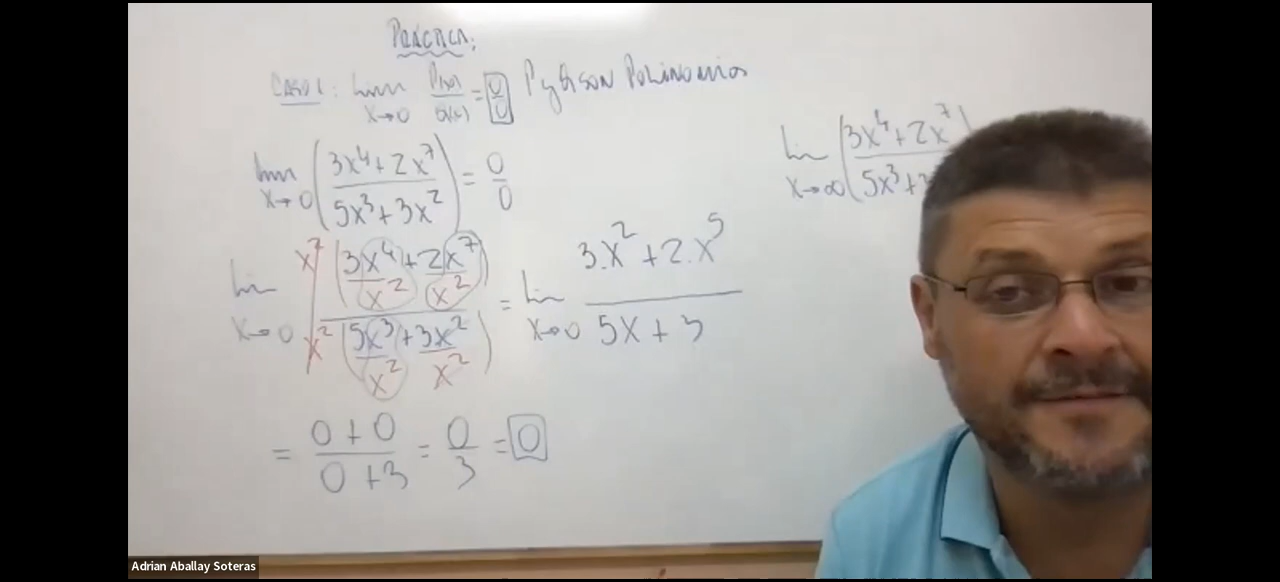 PRÁCTICA:
CASO 1: Lim x→0 P(x)/Q(x) = 0/0 P y Q son Polinomios
lim x→0 (3x⁴+2x⁷ / 5x³+3x²) = 0/0
Lim x→∞ (3x⁴+2x⁷ / 5x³+
Lim x→0 x²(3x⁴/x² + 2x⁷/x²) / x²(5x³/x² + 3x²/x²) = Lim x→0 3.x²+2.x⁵ / 5x+3
= 0+0 / 0+3 = 0/3 = 0
Adrian Aballay Soteras